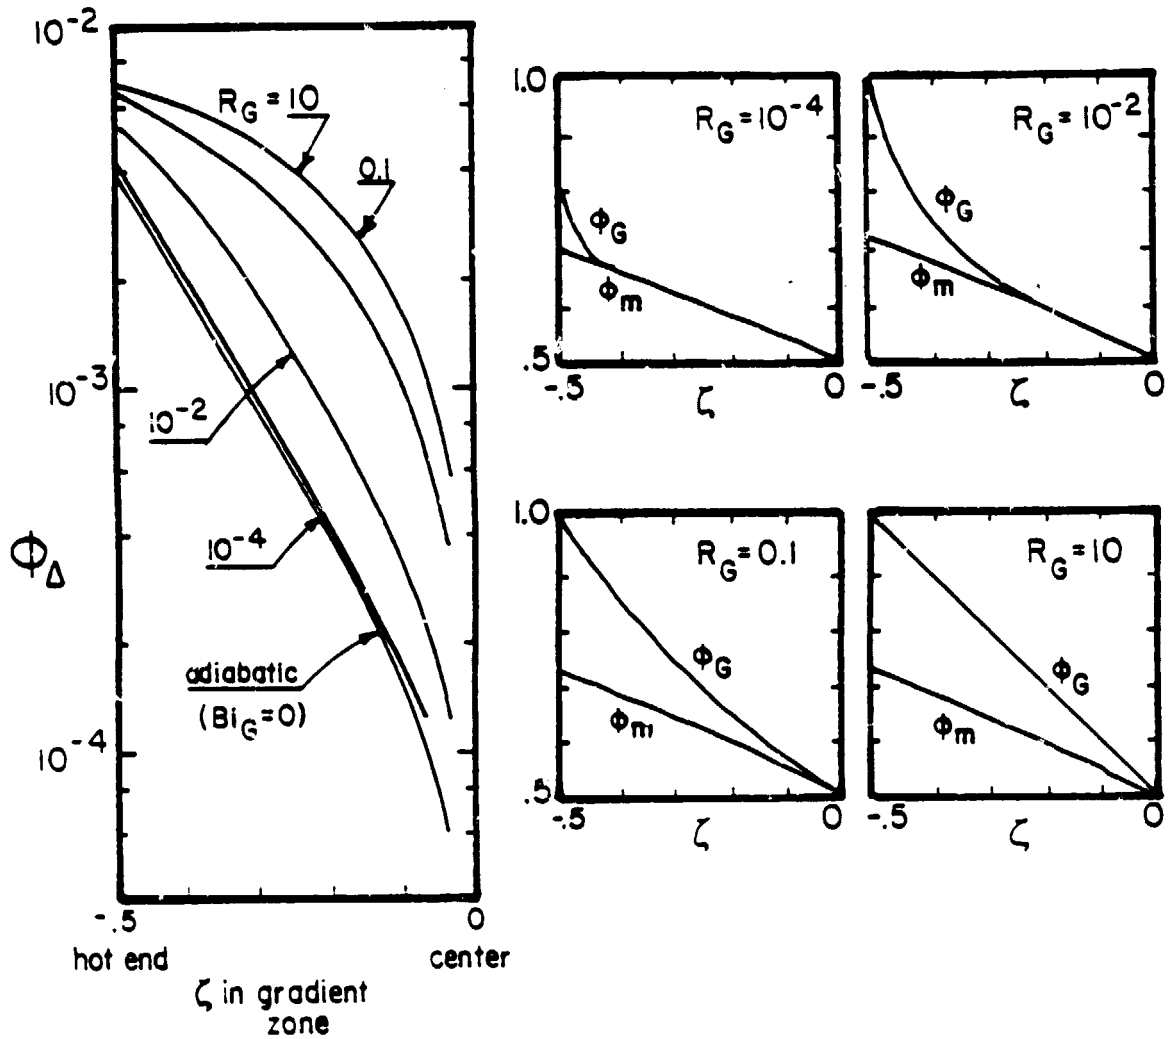 10⁻²
R_G = 10
0.1
10⁻³
10⁻²
10⁻⁴
Φ_Δ
adiabatic
(Bi_G = 0)
10⁻⁴
-.5
0
hot end
center
ζ in gradient
zone
1.0
R_G = 10⁻⁴
Φ_G
Φ_m
.5
-.5
ζ
0
R_G = 10⁻²
Φ_G
Φ_m
-.5
ζ
0
1.0
R_G = 0.1
Φ_G
Φ_m
.5
-.5
ζ
0
R_G = 10
Φ_G
Φ_m
-.5
ζ
0